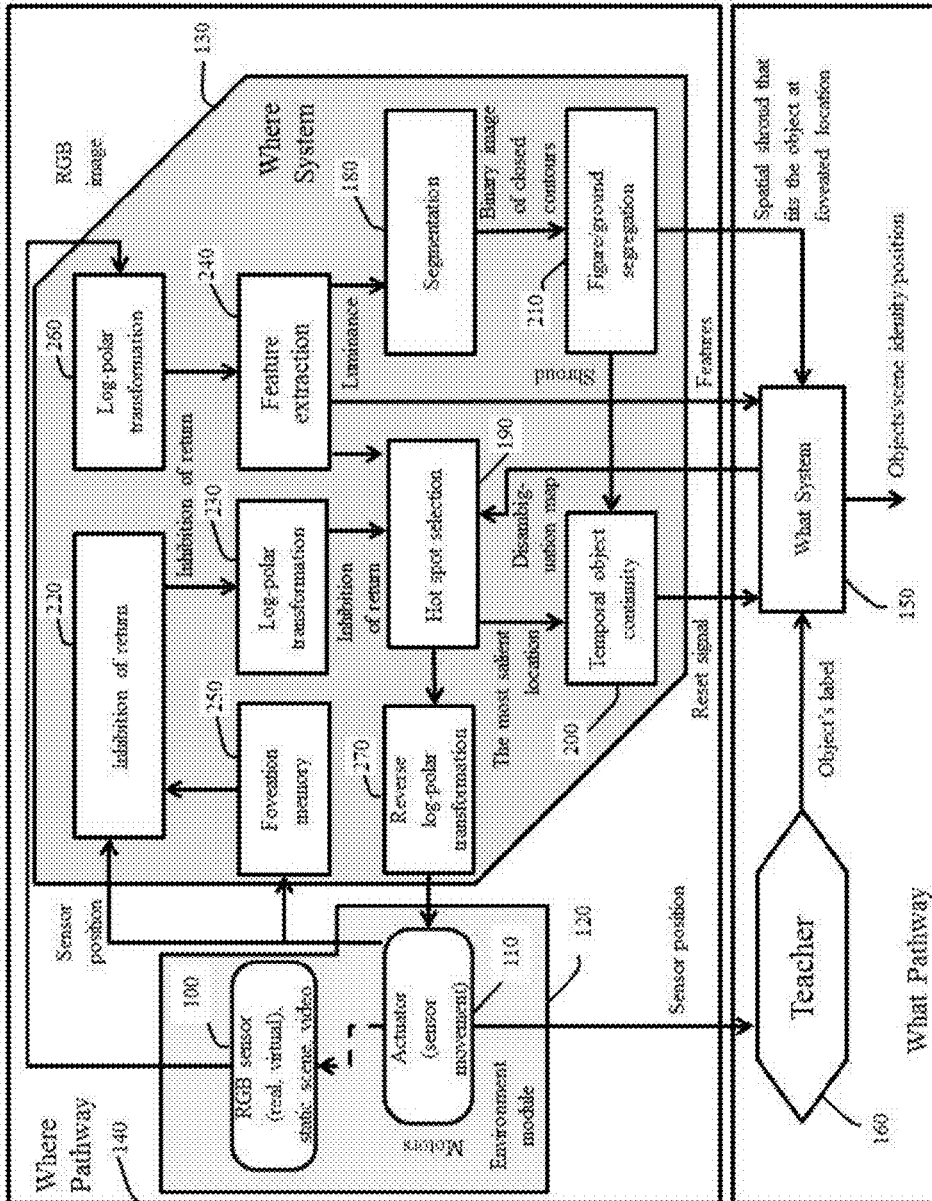 Where
Pathway
140
RGB sensor
(real, virtual),
static scene, video
100
Actuator
(sensor
movement)
110
Motors
Environment
module
120
Sensor
position
RGB
image
130
Where
System
Inhibition of return
220
Foveation
memory
250
Inhibition of return
Log-polar
transformation
230
Log-polar
transformation
260
Feature
extraction
240
Luminance
Segmentation
180
Binary image
of closed
contours
Figure/ground
segregation
210
Shroud
Inhibition
of return
Hot spot selection
190
Reverse
log-polar
transformation
270
The most salient
location
Disambig-
uation map
Temporal object
continuity
200
Features
Reset signal
Sensor position
Spatial shroud that
fits the object at
foveated location
What System
150
Objects/scene identity position
Object's label
Teacher
160
What Pathway